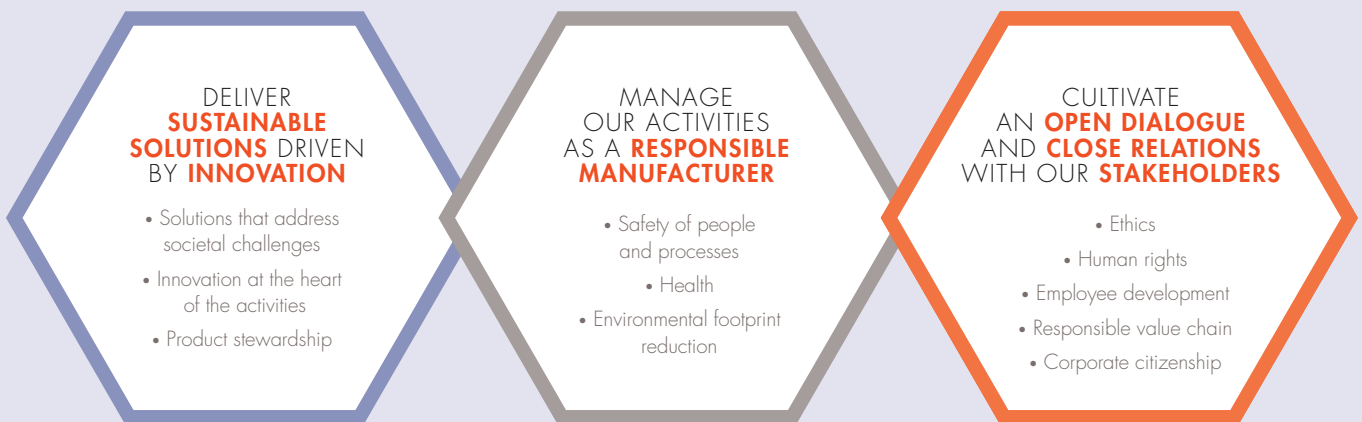 DELIVER
SUSTAINABLE
SOLUTIONS DRIVEN
BY INNOVATION
• Solutions that address
societal challenges
• Innovation at the heart
of the activities
• Product stewardship
MANAGE
OUR ACTIVITIES
AS A RESPONSIBLE
MANUFACTURER
• Safety of people
and processes
• Health
• Environmental footprint
reduction
CULTIVATE
AN OPEN DIALOGUE
AND CLOSE RELATIONS
WITH OUR STAKEHOLDERS
• Ethics
• Human rights
• Employee development
• Responsible value chain
• Corporate citizenship